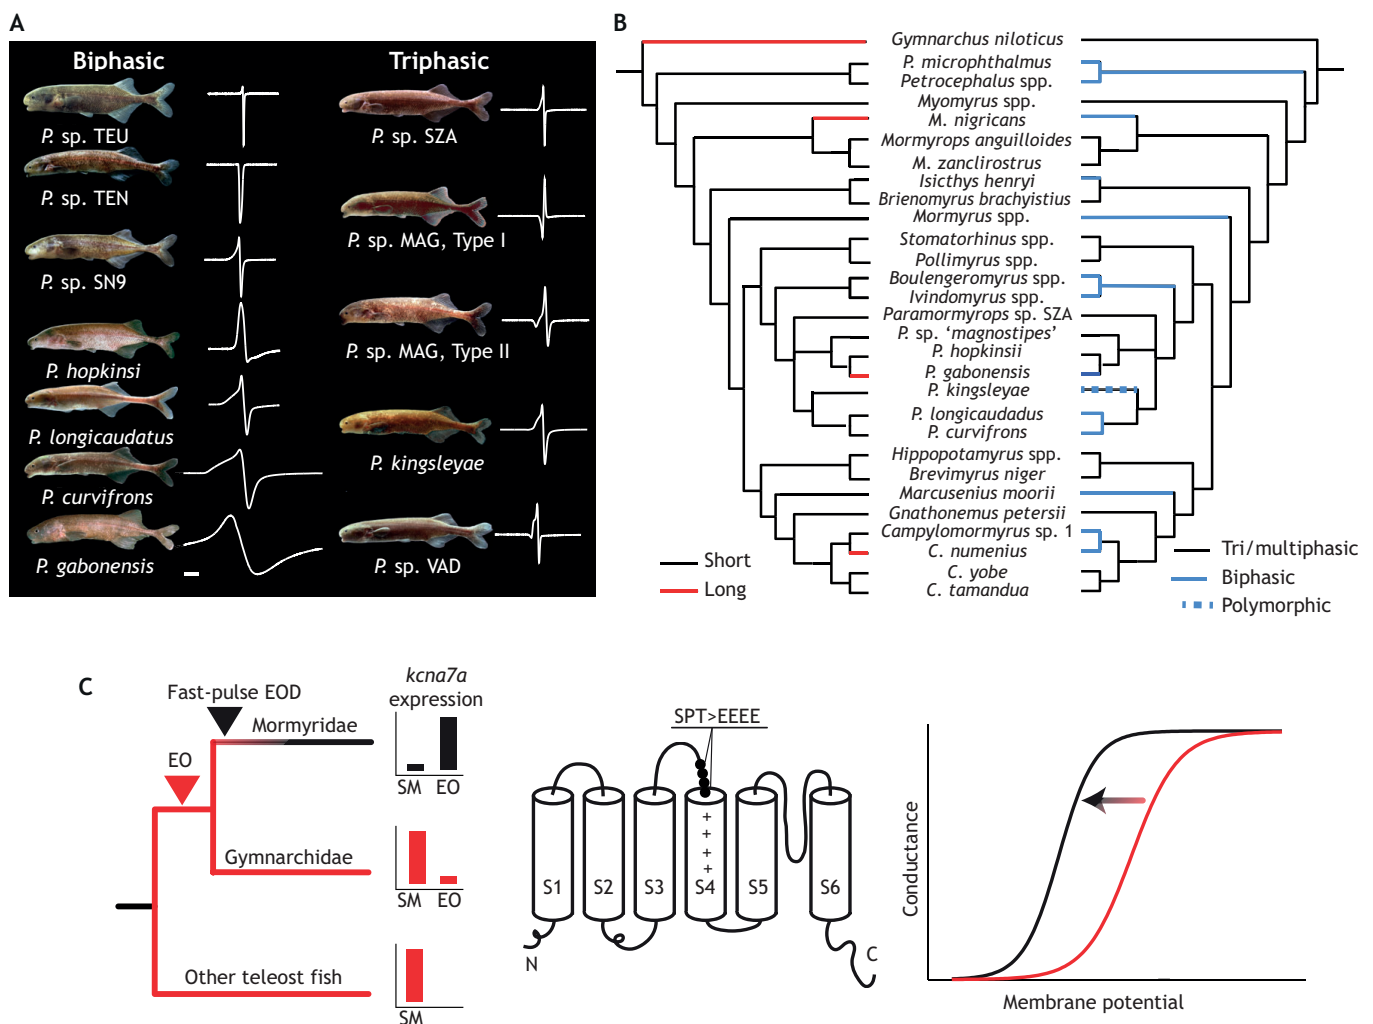 A
Biphasic
P. sp. TEU
P. sp. TEN
P. sp. SN9
P. hopkinsi
P. longicaudatus
P. curvifrons
P. gabonensis
Triphasic
P. sp. SZA
P. sp. MAG, Type I
P. sp. MAG, Type II
P. kingsleyae
P. sp. VAD
B
Gymnarchus niloticus
P. microphthalmus
Petrocephalus spp.
Myomyrus spp.
M. nigricans
Mormyrops anguilloides
M. zanclirostrus
Isicthys henryi
Brienomyrus brachyistius
Mormyrus spp.
Stomatorhinus spp.
Pollimyrus spp.
Boulengeromyrus spp.
Ivindomyrus spp.
Paramormyrops sp. SZA
P. sp. ‘magnostipes’
P. hopkinsii
P. gabonensis
P. kingsleyae
P. longicaudadus
P. curvifrons
Hippopotamyrus spp.
Brevimyrus niger
Marcusenius moorii
Gnathonemus petersii
Campylomormyrus sp. 1
C. numenius
C. yobe
C. tamandua
Short
Long
Tri/multiphasic
Biphasic
Polymorphic
C
Fast-pulse EOD
Mormyridae
EO
Gymnarchidae
Other teleost fish
kcna7a
expression
SM EO
SM EO
SM
SPT>EEEE
+
+
+
+
S1 S2 S3 S4 S5 S6
N
C
Conductance
Membrane potential